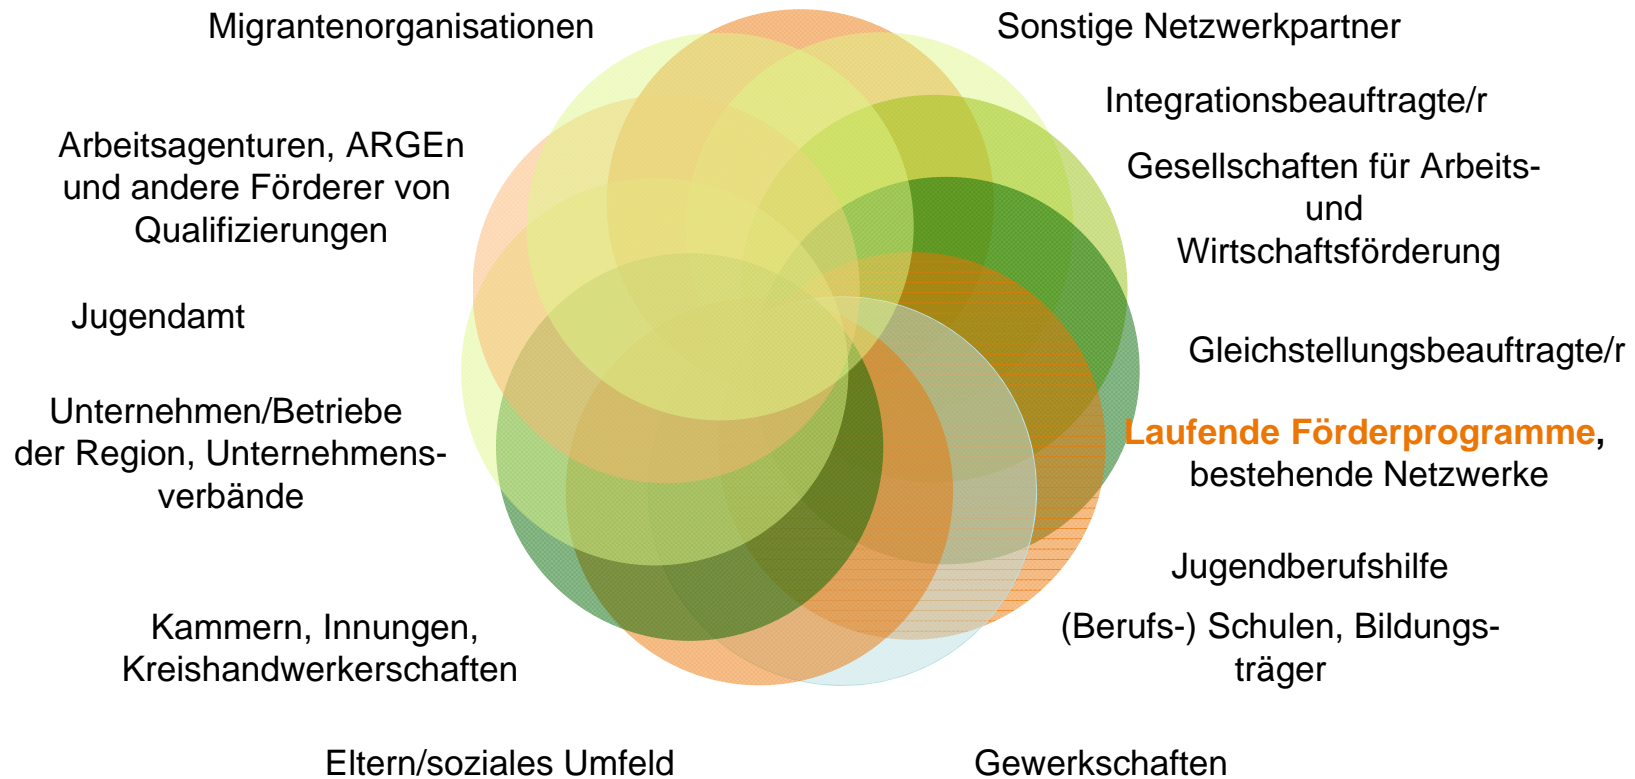 Migrantenorganisationen
Sonstige Netzwerkpartner
Integrationsbeauftragte/r
Arbeitsagenturen, ARGEn
und andere Förderer von
Qualifizierungen
Gesellschaften für Arbeits-
und
Wirtschaftsförderung
Jugendamt
Gleichstellungsbeauftragte/r
Unternehmen/Betriebe
der Region, Unternehmens-
verbände
Laufende Förderprogramme,
bestehende Netzwerke
Jugendberufshilfe
Kammern, Innungen,
Kreishandwerkerschaften
(Berufs-) Schulen, Bildungs-
träger
Eltern/soziales Umfeld
Gewerkschaften